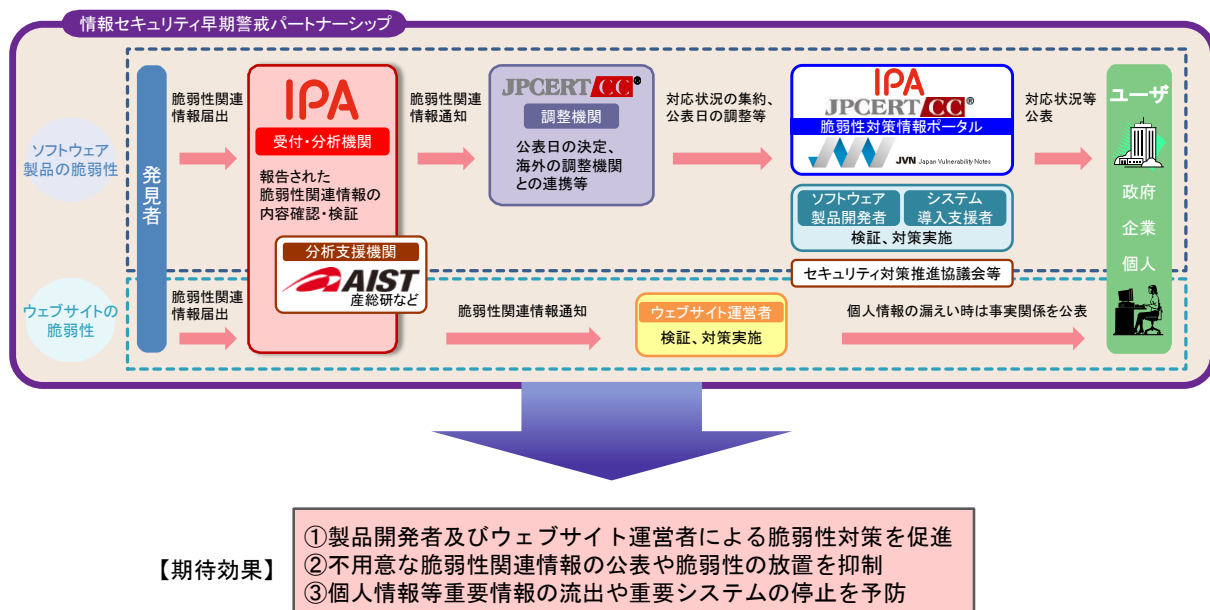 情報セキュリティ早期警戒パートナーシップ
ソフトウェア
製品の脆弱性
発見者
脆弱性関連
情報届出
IPA
受付・分析機関
報告された
脆弱性関連情報の
内容確認・検証
分析支援機関
AIST
産総研など
脆弱性関連
情報通知
JPCERT CC®
調整機関
公表日の決定、
海外の調整機関
との連携等
対応状況の集約、
公表日の調整等
IPA
JPCERT CC®
脆弱性対策情報ポータル
JVN Japan Vulnerability Notes
ソフトウェア
製品開発者
システム
導入支援者
検証、対策実施
セキュリティ対策推進協議会等
対応状況等
公表
ユーザ
政府
企業
個人
ウェブサイトの
脆弱性
脆弱性関連
情報届出
脆弱性関連情報通知
ウェブサイト運営者
検証、対策実施
個人情報の漏えい時は事実関係を公表
【期待効果】
①製品開発者及びウェブサイト運営者による脆弱性対策を促進
②不用意な脆弱性関連情報の公表や脆弱性の放置を抑制
③個人情報等重要情報の流出や重要システムの停止を予防